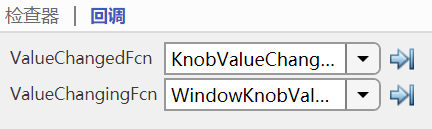 检查器 | 回调
ValueChangedFcn KnobValueChang...
ValueChangingFcn WindowKnobVal...